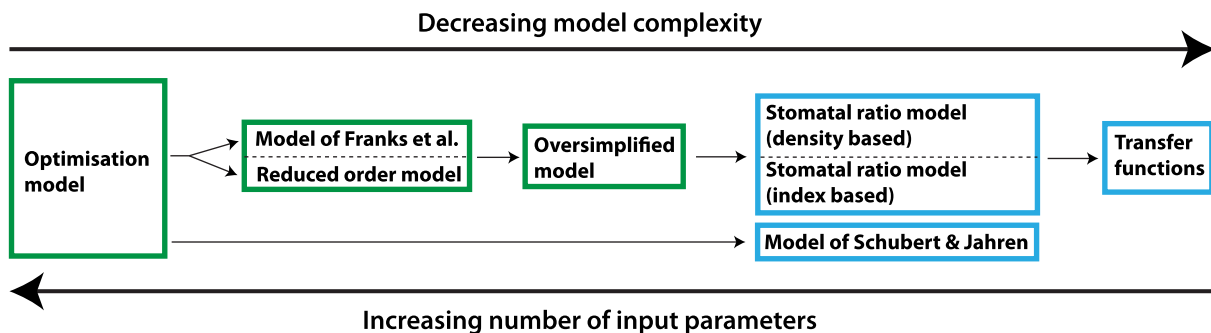 Decreasing model complexity
Optimisation
model
Model of Franks et al.
Reduced order model
Oversimplified
model
Stomatal ratio model
(density based)
Stomatal ratio model
(index based)
Transfer
functions
Model of Schubert & Jahren
Increasing number of input parameters